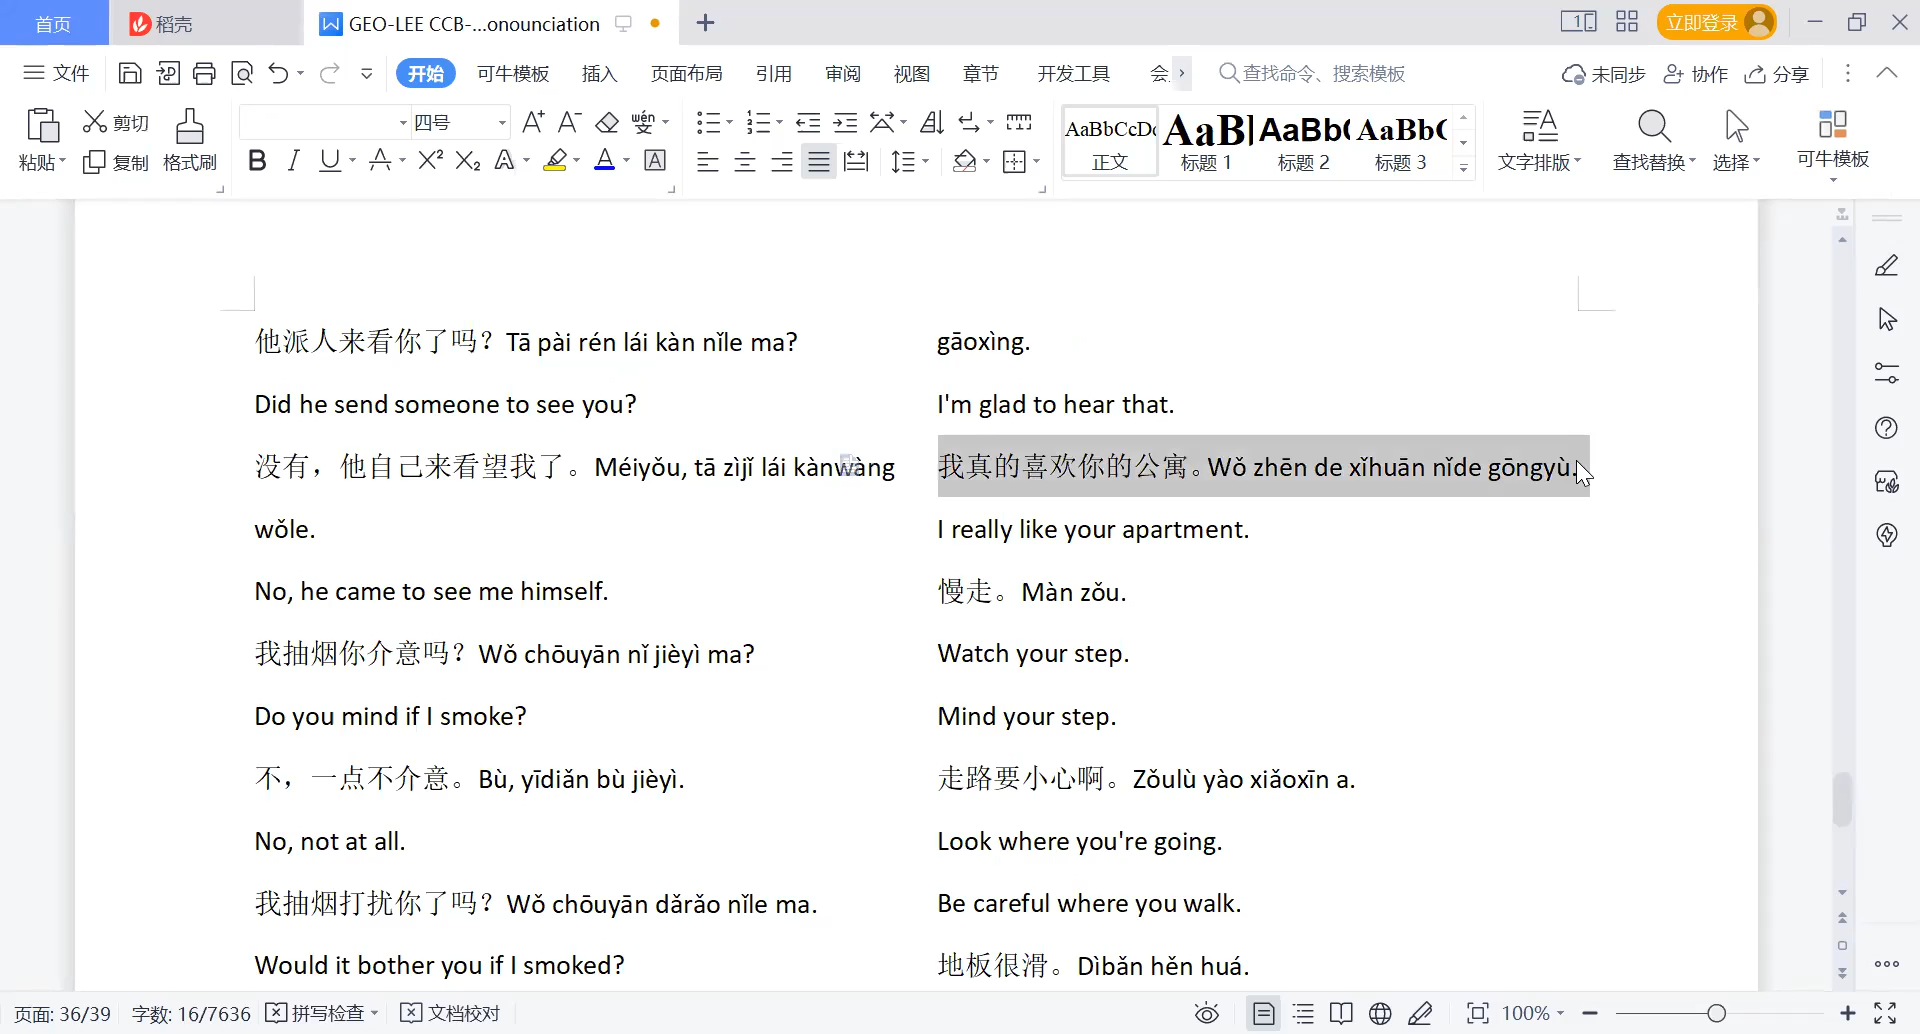 首页
稻壳
GEO-LEE CCB-...onounciation
立即登录
文件
开始
可牛模板
插入
页面布局
引用
审阅
视图
章节
开发工具
会
查找命令、搜索模板
未同步
协作
分享
粘贴
剪切
复制
格式刷
四号
AaBbCcDd
正文
AaBl
标题 1
AaBb(
标题 2
AaBb(
标题 3
文字排版
查找替换
选择
可牛模板
他派人来看你了吗？Tā pài rén lái kàn nǐle ma?
Did he send someone to see you?
没有，他自己来看望我了。Méiyǒu, tā zìjǐ lái kànwàng
wǒle.
No, he came to see me himself.
我抽烟你介意吗？Wǒ chōuyān nǐ jièyì ma?
Do you mind if I smoke?
不，一点不介意。Bù, yīdiǎn bù jièyì.
No, not at all.
我抽烟打扰你了吗？Wǒ chōuyān dǎrǎo nǐle ma.
Would it bother you if I smoked?
gāoxìng.
I'm glad to hear that.
我真的喜欢你的公寓。Wǒ zhēn de xǐhuān nǐde gōngyù.
I really like your apartment.
慢走。Màn zǒu.
Watch your step.
Mind your step.
走路要小心啊。Zǒulù yào xiǎoxīn a.
Look where you're going.
Be careful where you walk.
地板很滑。Dìbǎn hěn huá.
页面: 36/39
字数: 16/7636
拼写检查
文档校对
100%